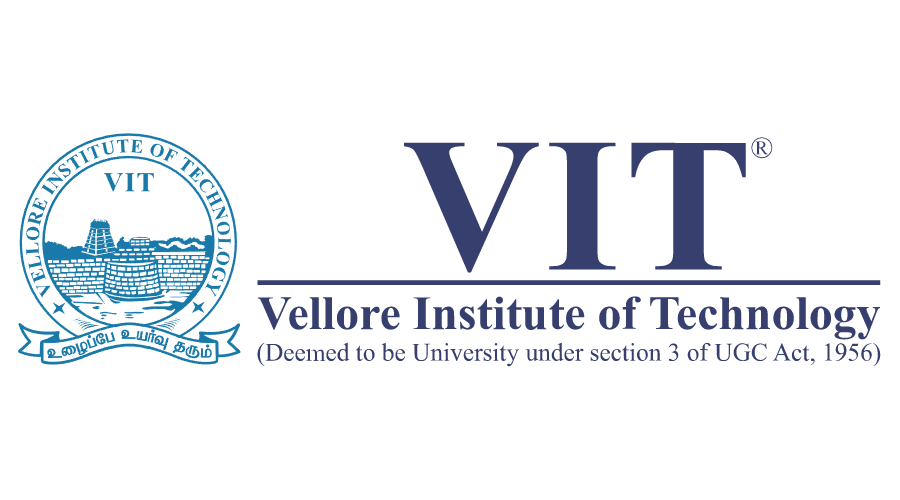 VELLORE INSTITUTE OF TECHNOLOGY
VIT
உழைப்பே உயர்வு தரும்
VIT®
Vellore Institute of Technology
(Deemed to be University under section 3 of UGC Act, 1956)